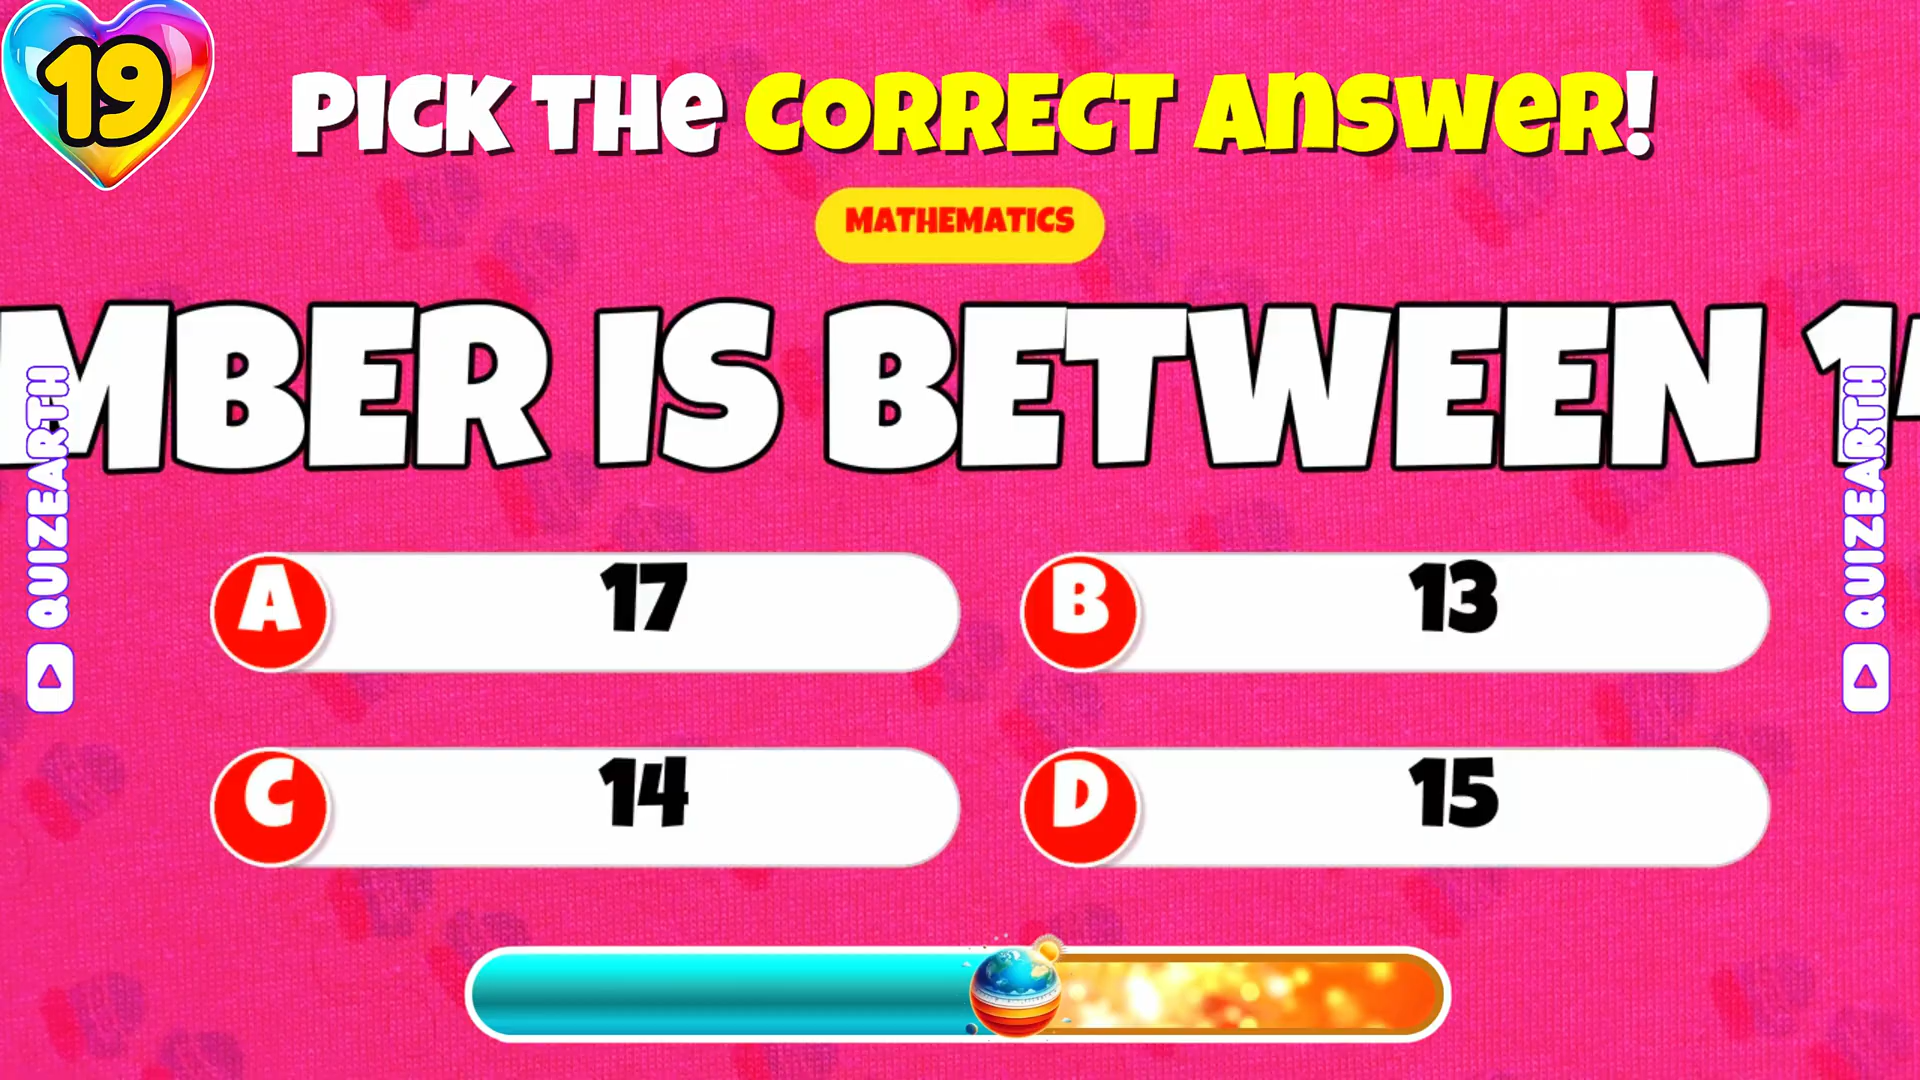 19
PICK THE CORRECT ANSWER!
MATHEMATICS
MBER IS BETWEEN 1
A 17
B 13
C 14
D 15
QUIZEARTH
QUIZEARTH